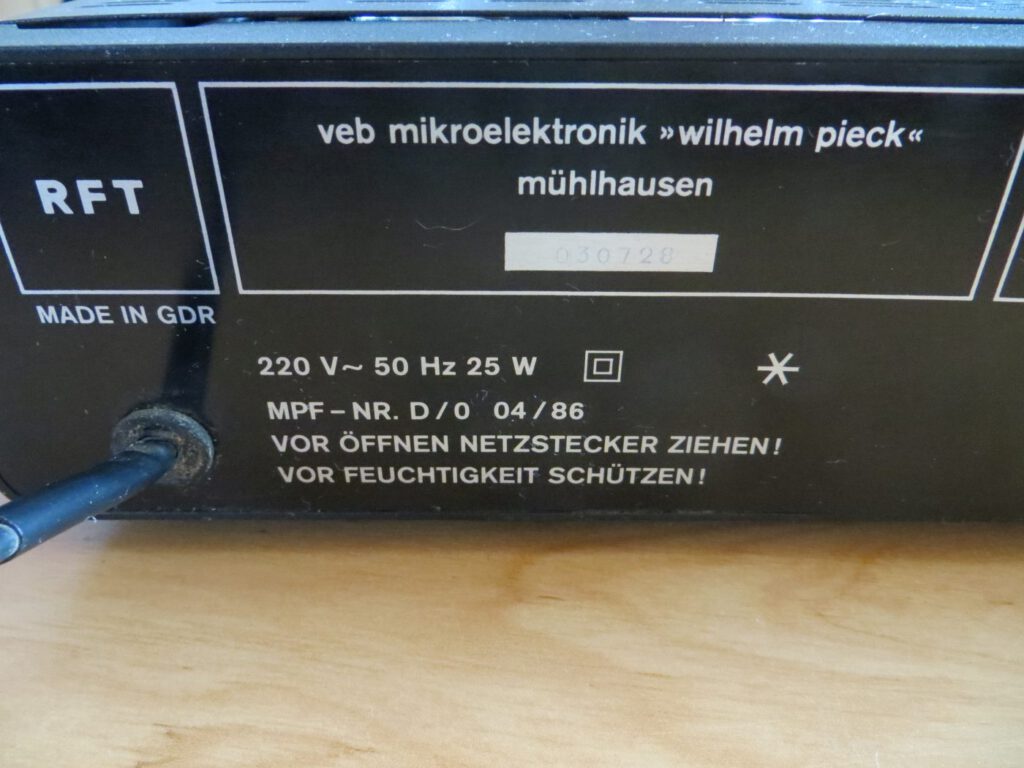 RFT
MADE IN GDR
veb mikroelektronik »wilhelm pieck«
mühlhausen
030728
220 V~ 50 Hz 25 W
MPF-NR. D/0 04/86
VOR ÖFFNEN NETZSTECKER ZIEHEN!
VOR FEUCHTIGKEIT SCHÜTZEN!